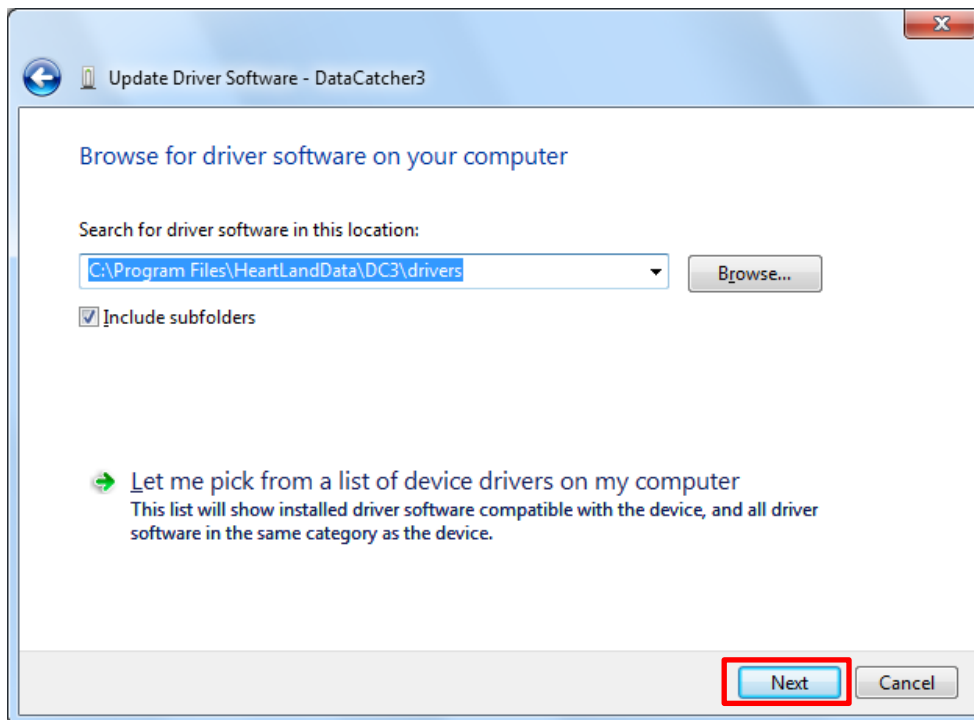 Update Driver Software - DataCatcher3
Browse for driver software on your computer
Search for driver software in this location:
C:\Program Files\HeartLandData\DC3\drivers
Browse...
Include subfolders
Let me pick from a list of device drivers on my computer
This list will show installed driver software compatible with the device, and all driver
software in the same category as the device.
Next
Cancel